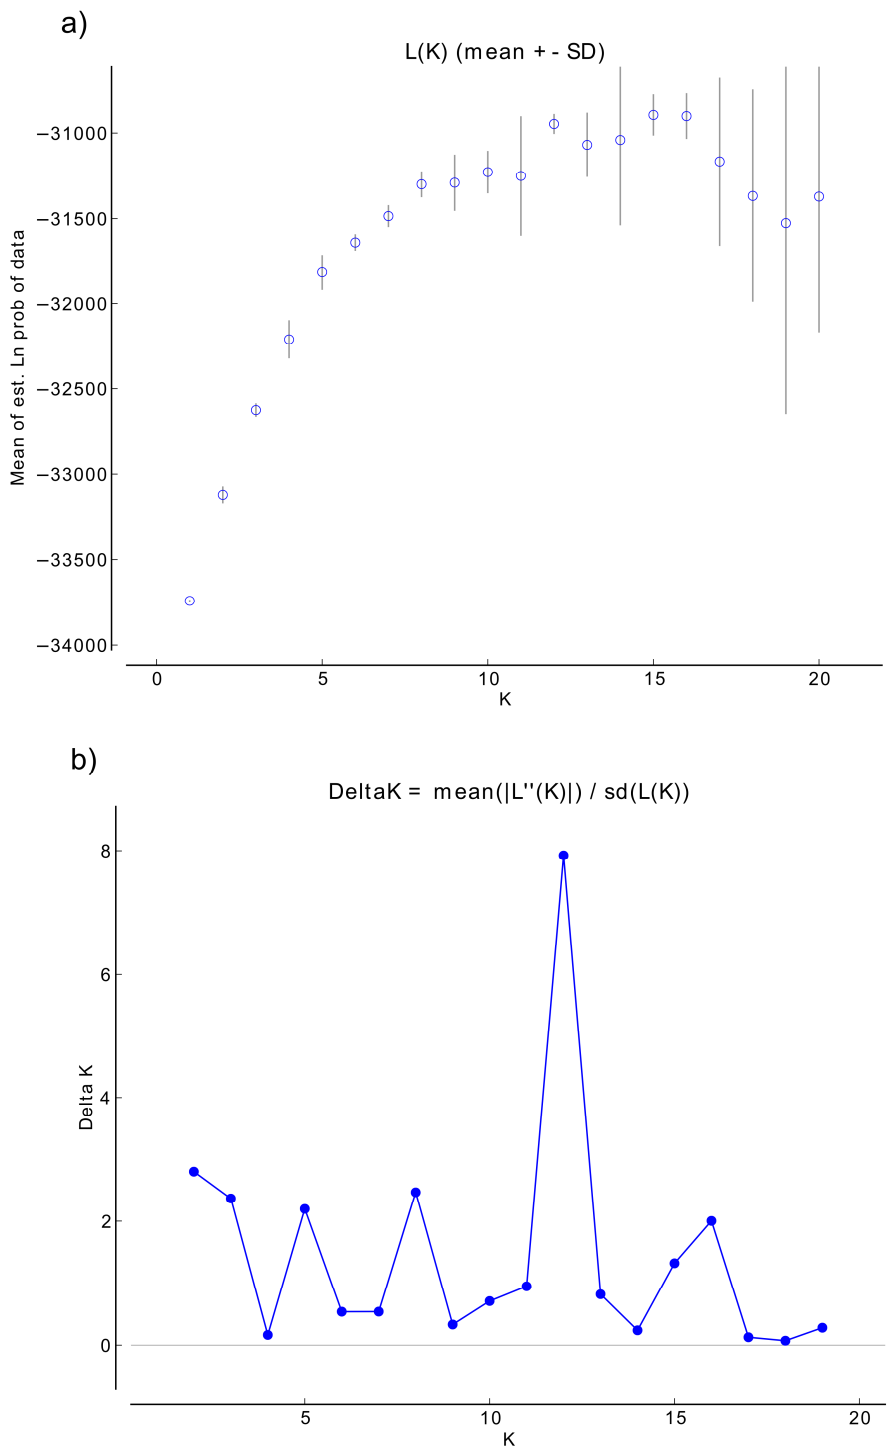 a)
L(K) (mean + - SD)
Mean of est. Ln prob of data
−31000
−31500
−32000
−32500
−33000
−33500
−34000
0 5 10 15 20
K
b)
DeltaK = mean(|L''(K)|) / sd(L(K))
Delta K
8
6
4
2
0
5 10 15 20
K